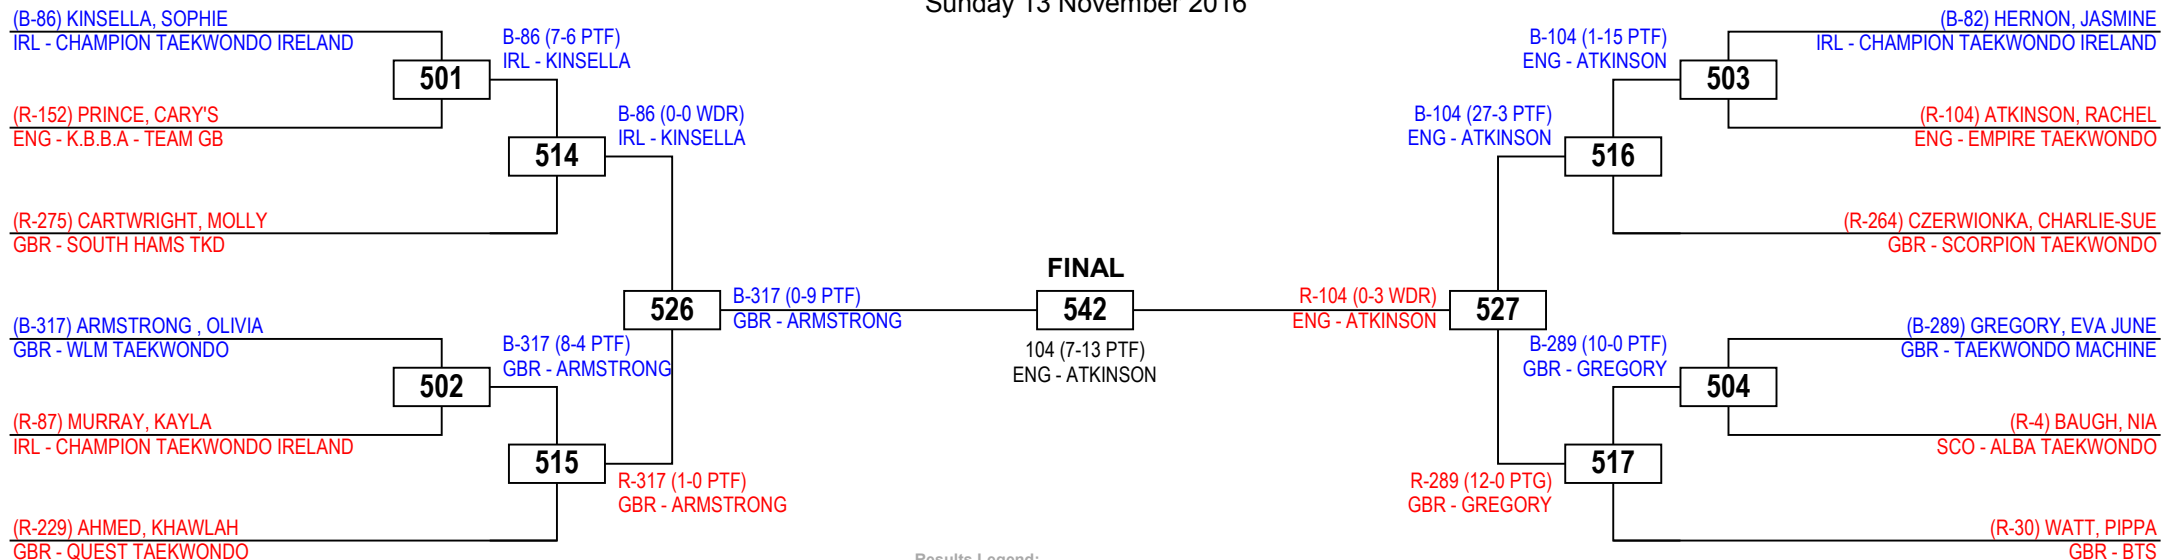 Sunday 13 November 2016
(B-86) KINSELLA, SOPHIE
IRL - CHAMPION TAEKWONDO IRELAND
B-86 (7-6 PTF)
IRL - KINSELLA
501
(R-152) PRINCE, CARY'S
ENG - K.B.B.A - TEAM GB
B-86 (0-0 WDR)
IRL - KINSELLA
514
(R-275) CARTWRIGHT, MOLLY
GBR - SOUTH HAMS TKD
526
B-317 (0-9 PTF)
GBR - ARMSTRONG
(B-317) ARMSTRONG , OLIVIA
GBR - WLM TAEKWONDO
B-317 (8-4 PTF)
GBR - ARMSTRONG
502
(R-87) MURRAY, KAYLA
IRL - CHAMPION TAEKWONDO IRELAND
515
R-317 (1-0 PTF)
GBR - ARMSTRONG
(R-229) AHMED, KHAWLAH
GBR - QUEST TAEKWONDO
FINAL
542
104 (7-13 PTF)
ENG - ATKINSON
(B-82) HERNON, JASMINE
IRL - CHAMPION TAEKWONDO IRELAND
B-104 (1-15 PTF)
ENG - ATKINSON
503
(R-104) ATKINSON, RACHEL
ENG - EMPIRE TAEKWONDO
B-104 (27-3 PTF)
ENG - ATKINSON
516
(R-264) CZERWIONKA, CHARLIE-SUE
GBR - SCORPION TAEKWONDO
R-104 (0-3 WDR)
ENG - ATKINSON
527
(B-289) GREGORY, EVA JUNE
GBR - TAEKWONDO MACHINE
B-289 (10-0 PTF)
GBR - GREGORY
504
(R-4) BAUGH, NIA
SCO - ALBA TAEKWONDO
517
R-289 (12-0 PTG)
GBR - GREGORY
(R-30) WATT, PIPPA
GBR - BTS
Results Legend: